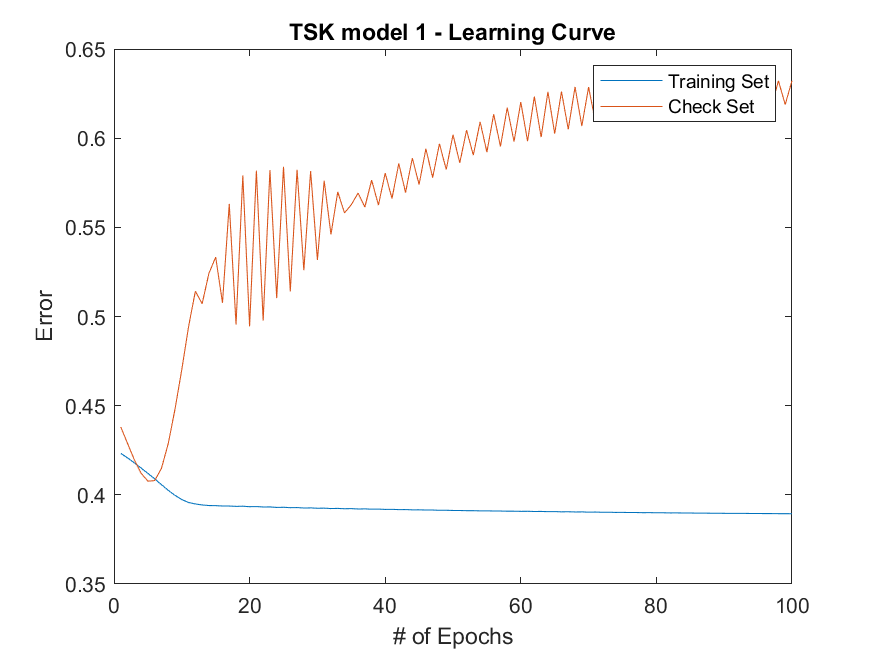 TSK model 1 - Learning Curve
0.65
Training Set
Check Set
0.6
0.55
0.5
Error
0.45
0.4
0.35
0 20 40 60 80 100
# of Epochs